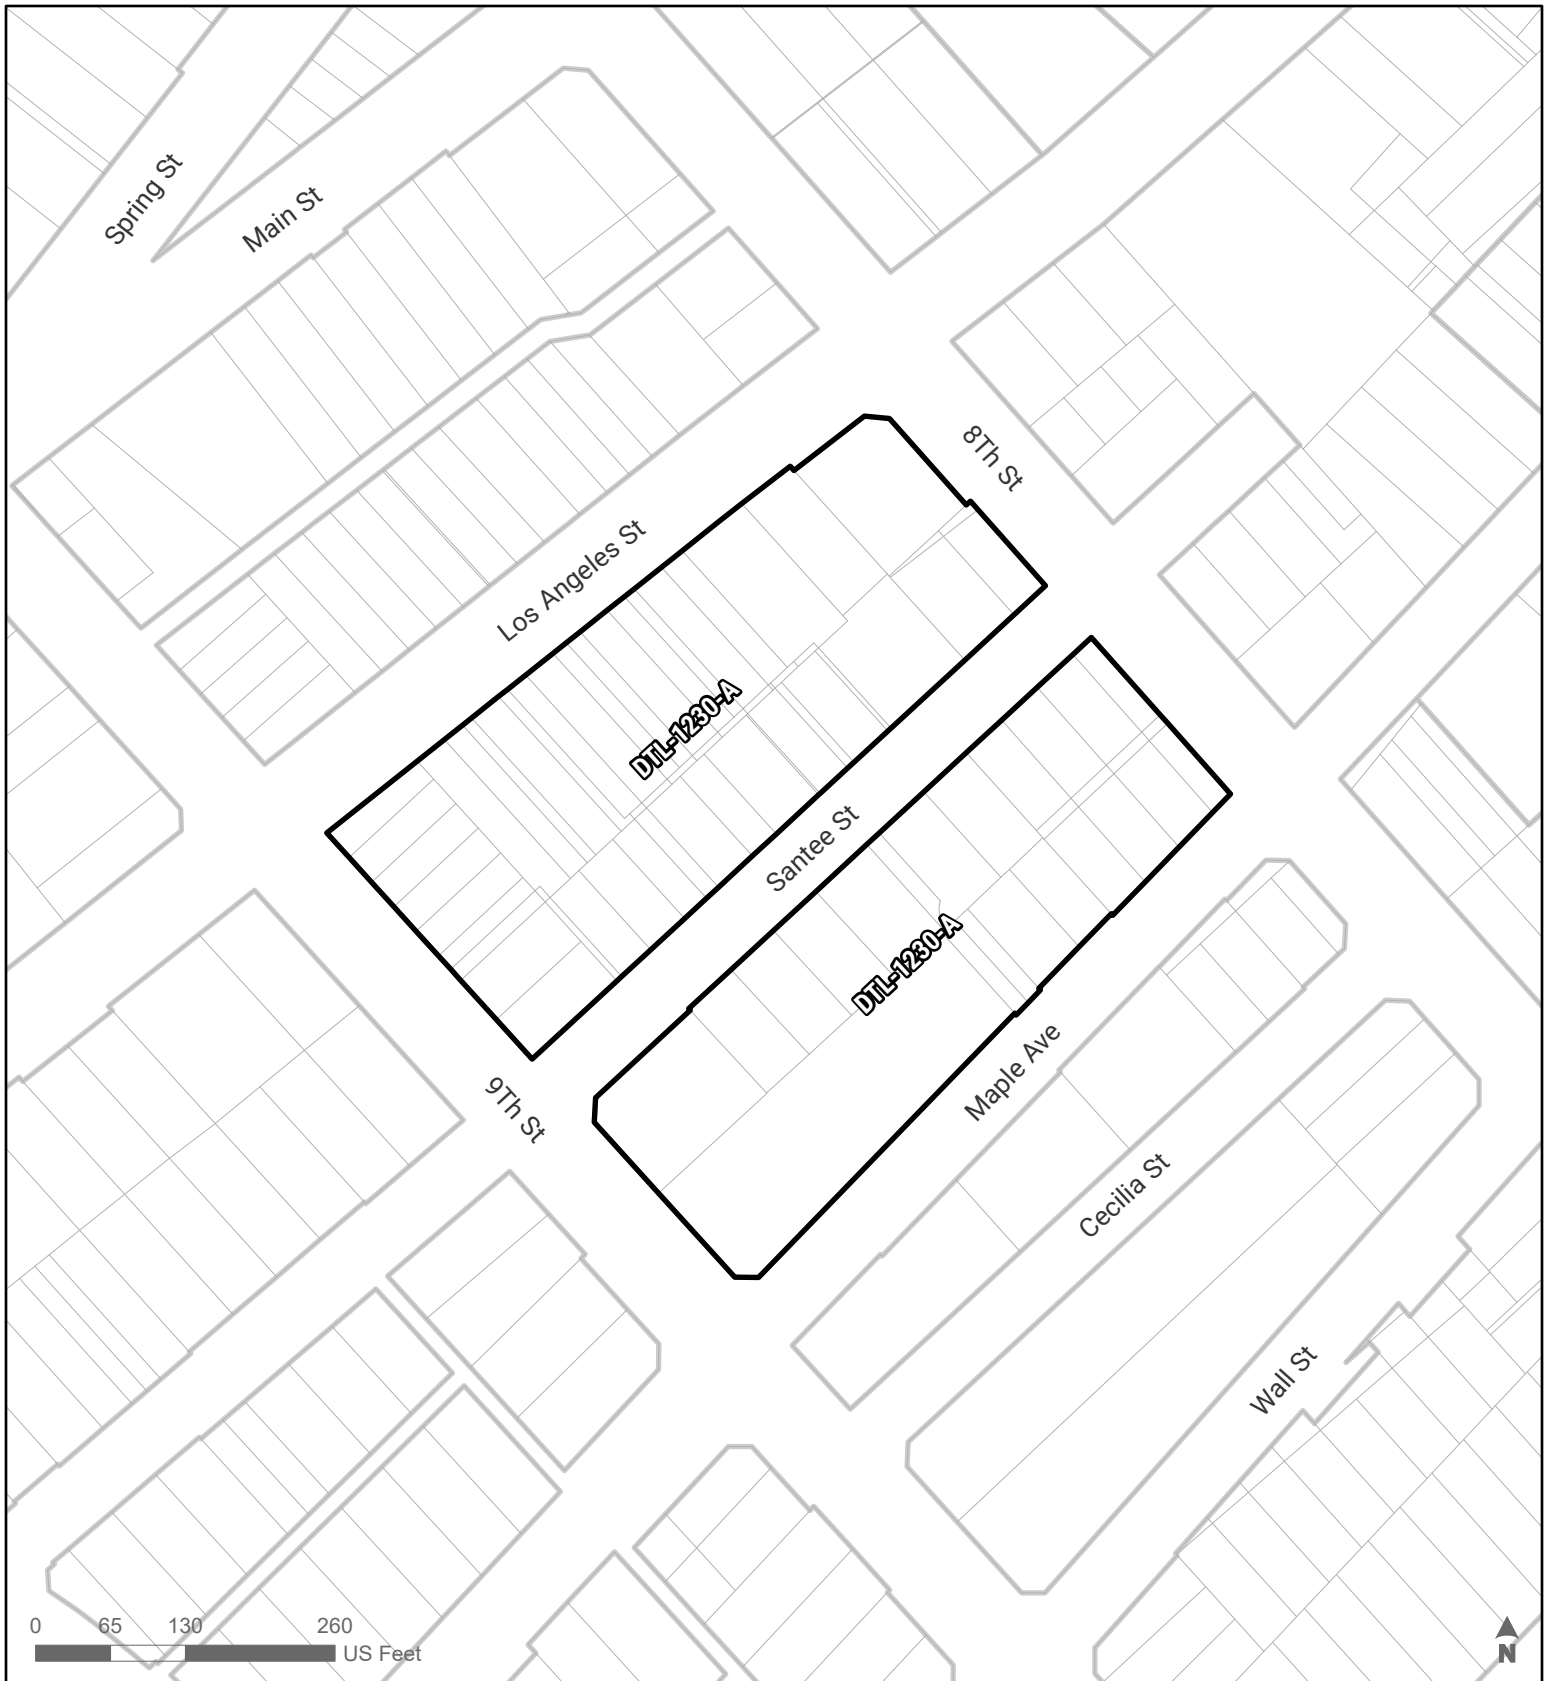 Spring St
Main St
8Th St
Los Angeles St
DTL-1230-A
Santee St
DTL-1230-A
Maple Ave
9Th St
Cecilia St
Wall St
0 65 130 260
US Feet
N